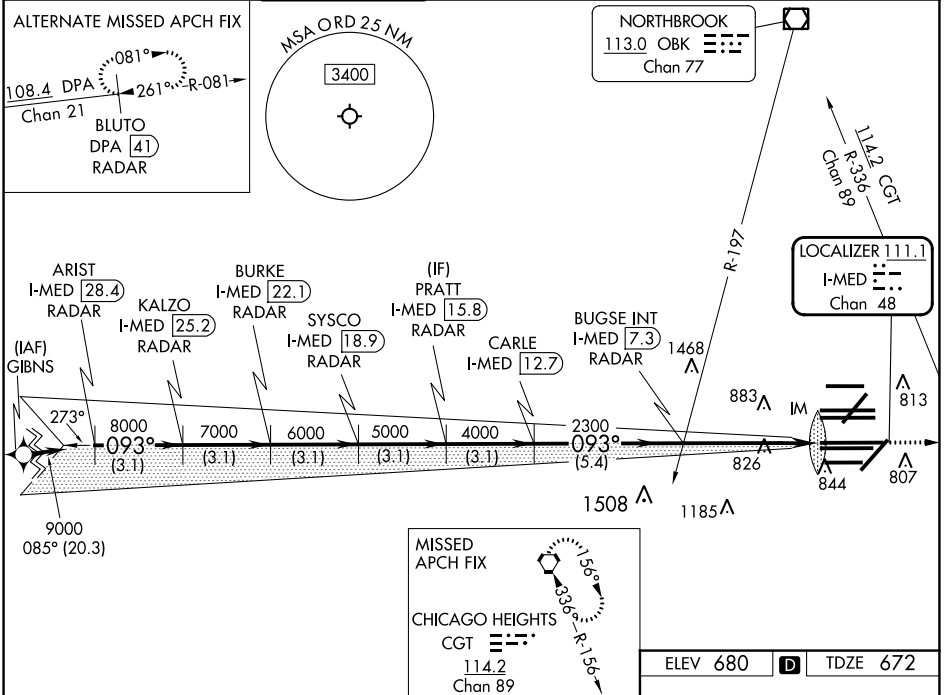 ALTERNATE MISSED APCH FIX
081°
108.4 DPA
261°
R-081
Chan 21
BLUTO
DPA 41
RADAR
MSA ORD 25 NM
3400
NORTHBROOK
113.0 OBK
Chan 77
114.2 CGT
R-336
Chan 89
R-197
LOCALIZER 111.1
I-MED
Chan 48
ARIST
I-MED 28.4
RADAR
KALZO
I-MED 25.2
RADAR
BURKE
I-MED 22.1
RADAR
SYSCO
I-MED 18.9
RADAR
(IF)
PRATT
I-MED 15.8
RADAR
CARLE
I-MED 12.7
BUGSE INT
I-MED 7.3
RADAR
1468
(IAF)
GIBNS
273°
883
IM
813
8000
093°
(3.1)
7000
(3.1)
6000
(3.1)
5000
(3.1)
4000
(3.1)
2300
093°
(5.4)
826
844
807
1508
1185
9000
085° (20.3)
MISSED
APCH FIX
156°
336°
R-156
CHICAGO HEIGHTS
CGT
114.2
Chan 89
ELEV 680 D TDZE 672